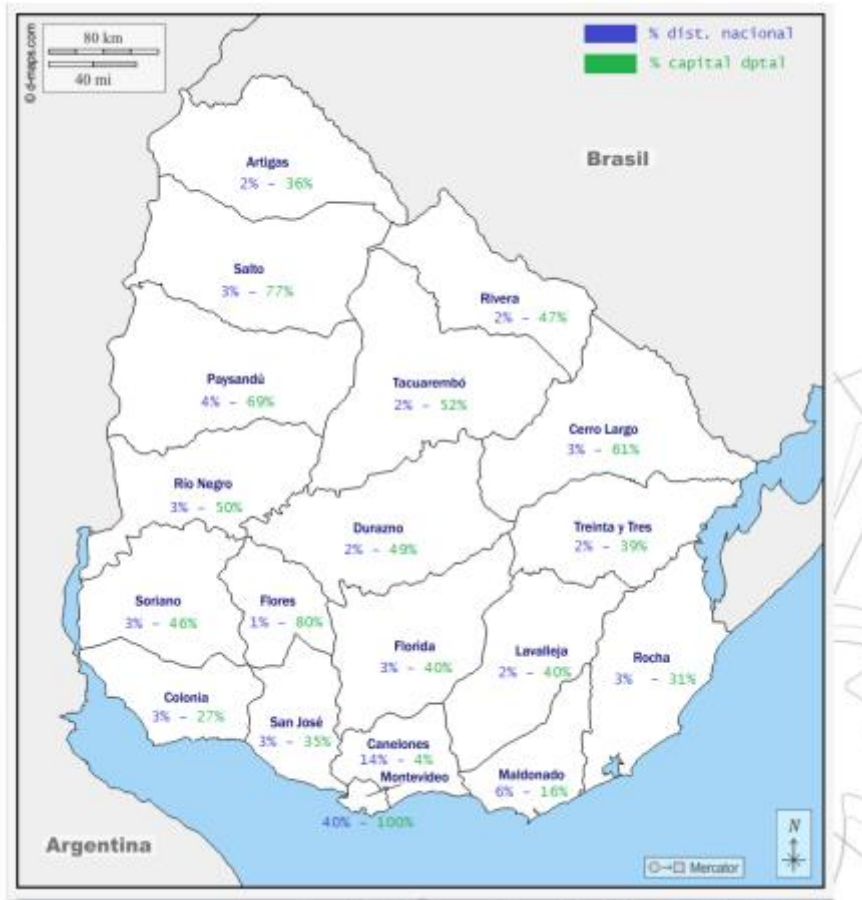 © d-maps.com
80 km
40 mi
% dist. nacional
% capital dptal
Brasil
Artigas
2% - 36%
Salto
3% - 77%
Rivera
2% - 47%
Paysandú
4% - 69%
Tacuarembó
2% - 52%
Cerro Largo
3% - 61%
Río Negro
3% - 50%
Durazno
2% - 49%
Treinta y Tres
2% - 39%
Soriano
3% - 46%
Flores
1% - 80%
Florida
3% - 40%
Lavalleja
2% - 40%
Rocha
3% - 31%
Colonia
3% - 27%
San José
3% - 35%
Canelones
14% - 4%
Montevideo
40% - 100%
Maldonado
6% - 16%
Argentina
N
Mercator